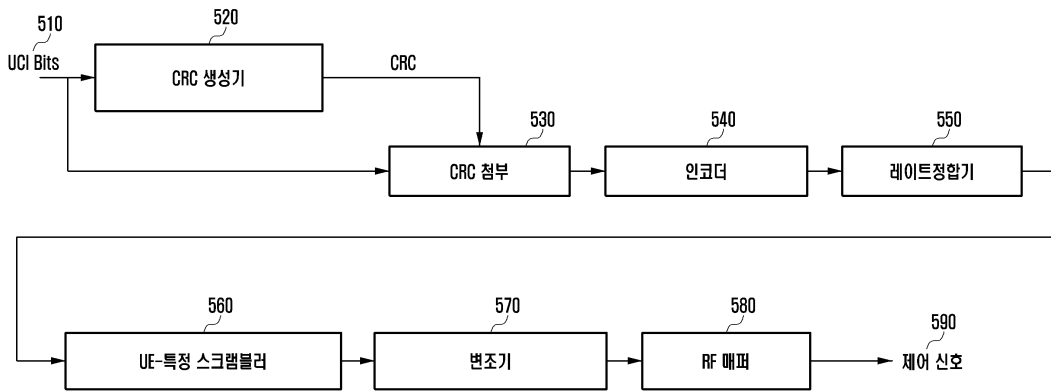 510
UCI Bits
520
CRC 생성기
CRC
530
CRC 첨부
540
인코더
550
레이트정합기
560
UE-특정 스크램블러
570
변조기
580
RF 매퍼
590
제어 신호